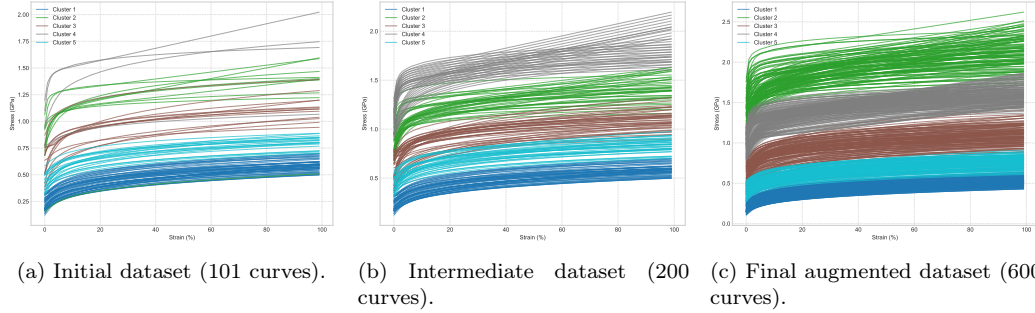 2.00
1.75
1.50
1.25
1.00
0.75
0.50
0.25
Stress (GPa)
Cluster 1
Cluster 2
Cluster 3
Cluster 4
Cluster 5
0 20 40 60 80 100
Strain (%)
2.0
1.5
1.0
0.5
Stress (GPa)
Cluster 1
Cluster 2
Cluster 3
Cluster 4
Cluster 5
0 20 40 60 80 100
Strain (%)
2.5
2.0
1.5
1.0
0.5
0.0
Stress (GPa)
Cluster 1
Cluster 2
Cluster 3
Cluster 4
Cluster 5
0 20 40 60 80 100
Strain (%)
(a) Initial dataset (101 curves).
(b) Intermediate dataset (200
curves).
(c) Final augmented dataset (600
curves).